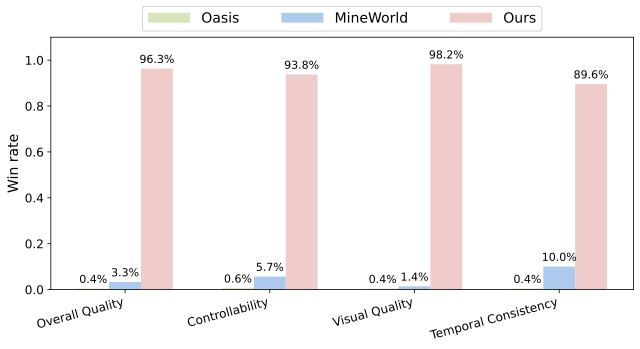 Oasis MineWorld Ours
Win rate
1.0
0.8
0.6
0.4
0.2
0.0
0.4% 3.3% 96.3%
0.6% 5.7% 93.8%
0.4% 1.4% 98.2%
0.4% 10.0% 89.6%
Overall Quality
Controllability
Visual Quality
Temporal Consistency